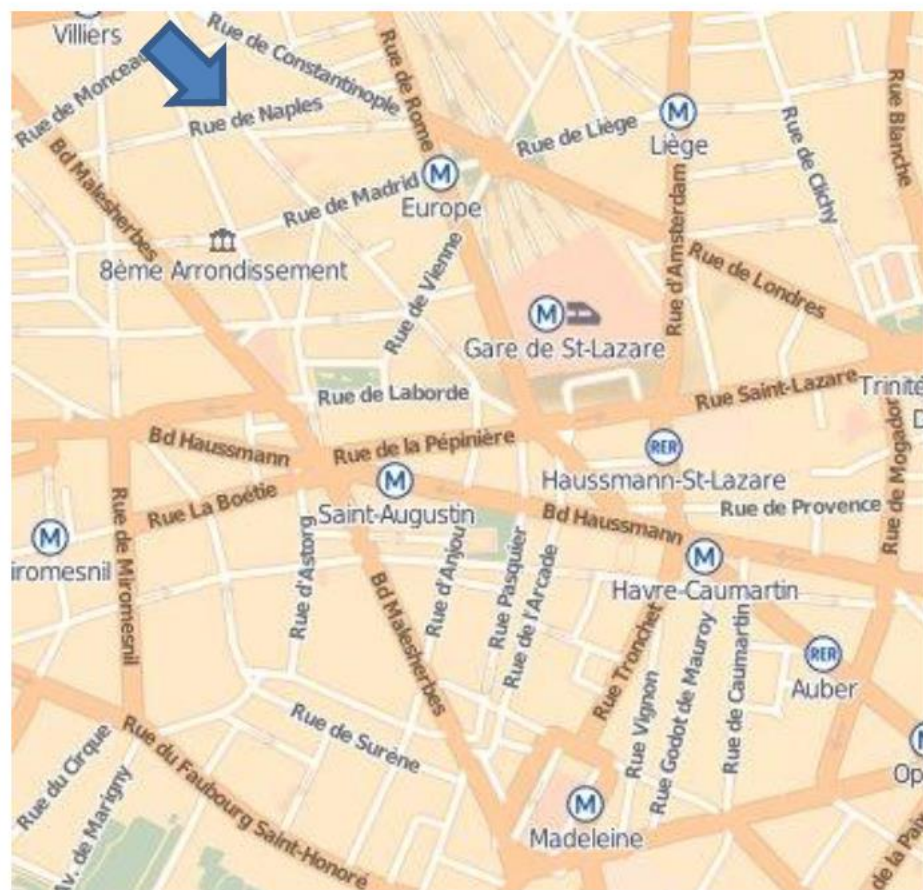 Villiers
Rue de Constantinople
Rue de Monceau
Rue de Naples
Rue de Rome
M
Liège
Rue de Liège
Rue de Clichy
Rue Blanche
Bd Malesherbes
Rue de Madrid
M
Europe
8ème Arrondissement
Rue de Vienne
Rue d'Amsterdam
Rue de Londres
M
Gare de St-Lazare
Rue de Laborde
Rue Saint-Lazare
Trinité
Bd Haussmann
Rue de la Pépinière
RER
Haussmann-St-Lazare
Rue de Mogador
Rue La Boétie
M
Saint-Augustin
Bd Haussmann
Rue de Provence
M
iromesnil
Rue de Miromesnil
Rue d'Astorg
Bd Malesherbes
Rue d'Anjou
Rue Pasquier
Rue de l'Arcade
M
Havre-Caumartin
Rue Tronchet
Rue Vignon
Rue Godot de Mauroy
Rue de Caumartin
RER
Auber
Rue de Surène
Rue du Cirque
Av. de Marigny
Rue du Faubourg Saint-Honoré
M
Madeleine
Op
de la Pa